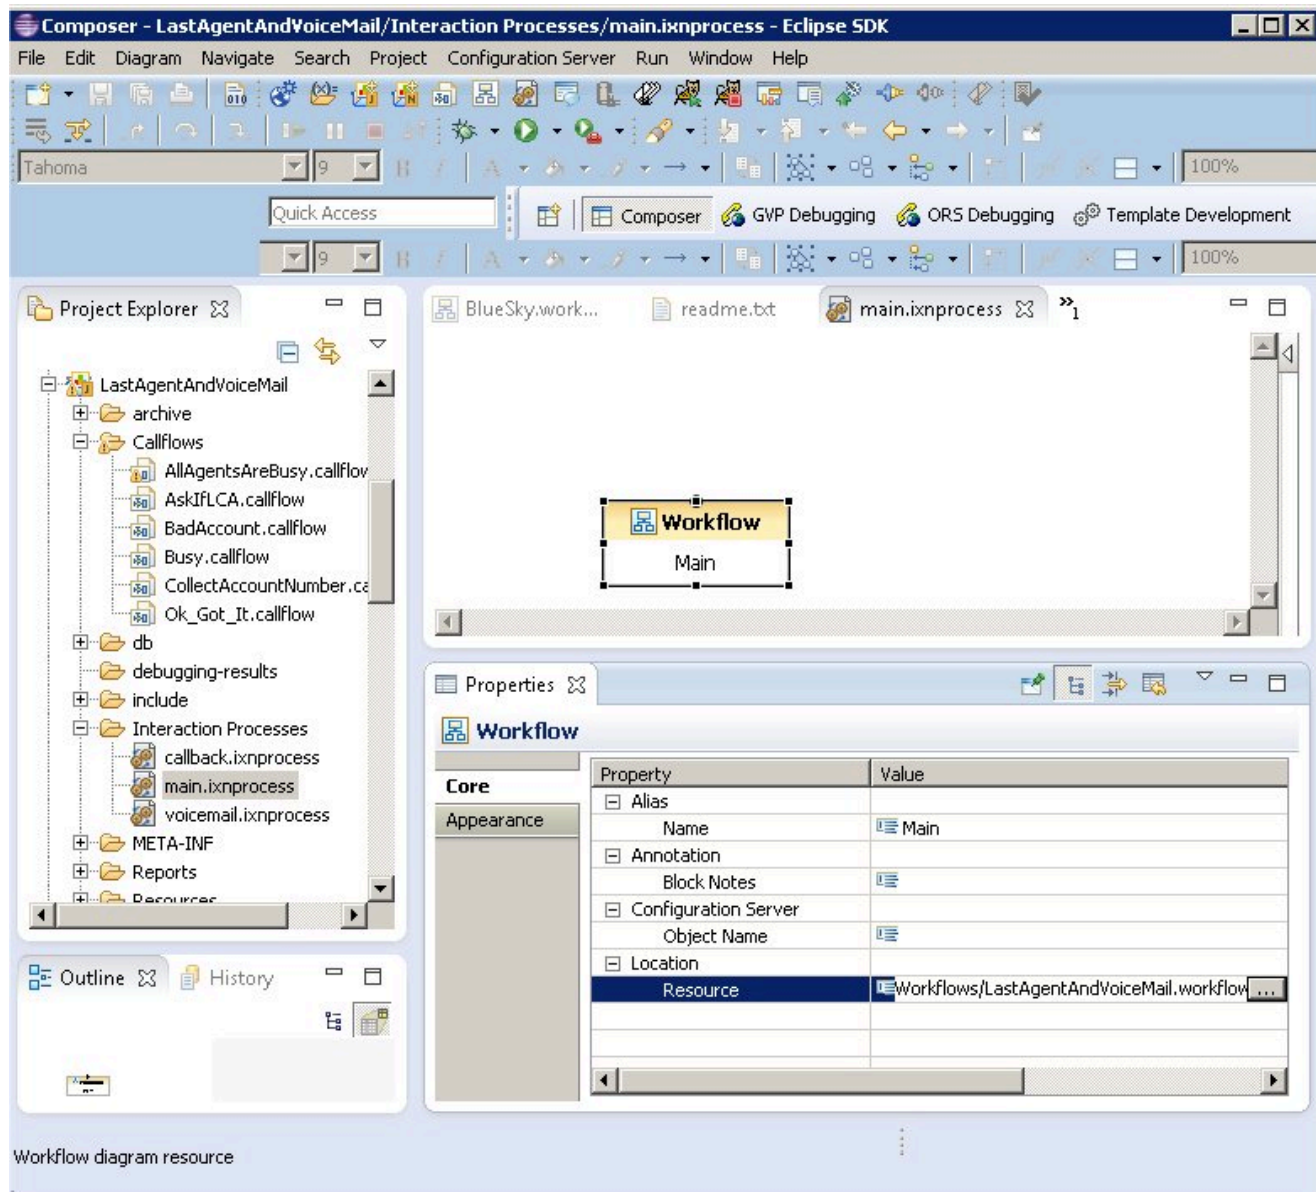 Composer - LastAgentAndVoiceMail/Interaction Processes/main.ixnprocess - Eclipse SDK
File Edit Diagram Navigate Search Project Configuration Server Run Window Help
Tahoma 9 B I A 100%
Quick Access Composer GVP Debugging ORS Debugging Template Development
9 B I A 100%
Project Explorer
BlueSky.work... readme.txt main.ixnprocess »1
LastAgentAndVoiceMail
archive
Callflows
AllAgentsAreBusy.callflow
AskIfLCA.callflow
BadAccount.callflow
Busy.callflow
CollectAccountNumber.ca
Ok_Got_It.callflow
db
debugging-results
include
Interaction Processes
callback.ixnprocess
main.ixnprocess
voicemail.ixnprocess
META-INF
Reports
Resources
Workflow
Main
Properties
Workflow
Core
Appearance
Property Value
Alias
Name Main
Annotation
Block Notes
Configuration Server
Object Name
Location
Resource Workflows/LastAgentAndVoiceMail.workflow ...
Outline History
Workflow diagram resource